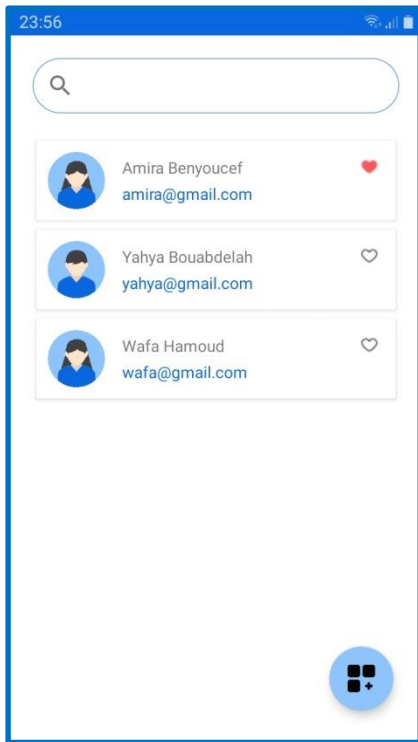 23:56
Amira Benyoucef
amira@gmail.com
Yahya Bouabdelah
yahya@gmail.com
Wafa Hamoud
wafa@gmail.com